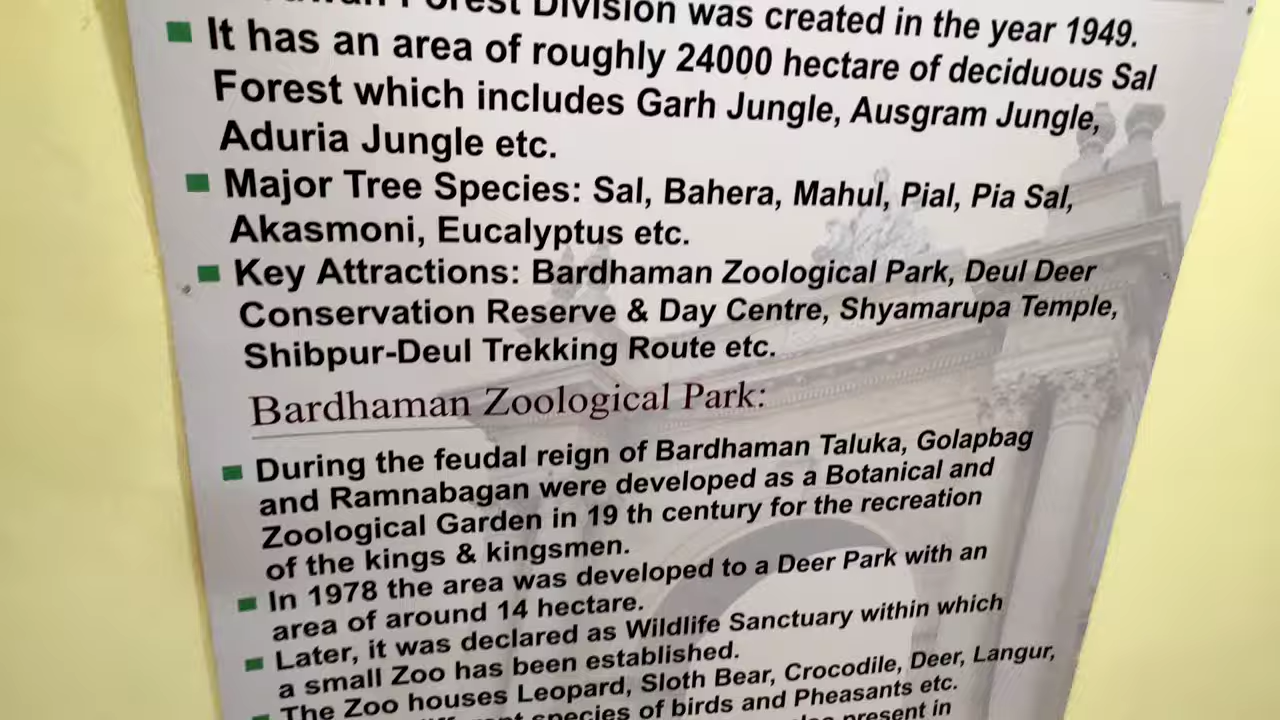 Forest Division was created in the year 1949.
It has an area of roughly 24000 hectare of deciduous Sal
Forest which includes Garh Jungle, Ausgram Jungle,
Aduria Jungle etc.
Major Tree Species: Sal, Bahera, Mahul, Pial, Pia Sal,
Akasmoni, Eucalyptus etc.
Key Attractions: Bardhaman Zoological Park, Deul Deer
Conservation Reserve & Day Centre, Shyamarupa Temple,
Shibpur-Deul Trekking Route etc.
Bardhaman Zoological Park:
During the feudal reign of Bardhaman Taluka, Golapbag
and Ramnabagan were developed as a Botanical and
Zoological Garden in 19 th century for the recreation
of the kings & kingsmen.
In 1978 the area was developed to a Deer Park with an
area of around 14 hectare.
Later, it was declared as Wildlife Sanctuary within which
a small Zoo has been established.
The Zoo houses Leopard, Sloth Bear, Crocodile, Deer, Langur,
species of birds and Pheasants etc.
present in